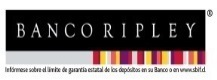 BANCO RIPLEY®
Infórmese sobre el límite de garantía estatal de los depósitos en su Banco o en www.sbif.cl